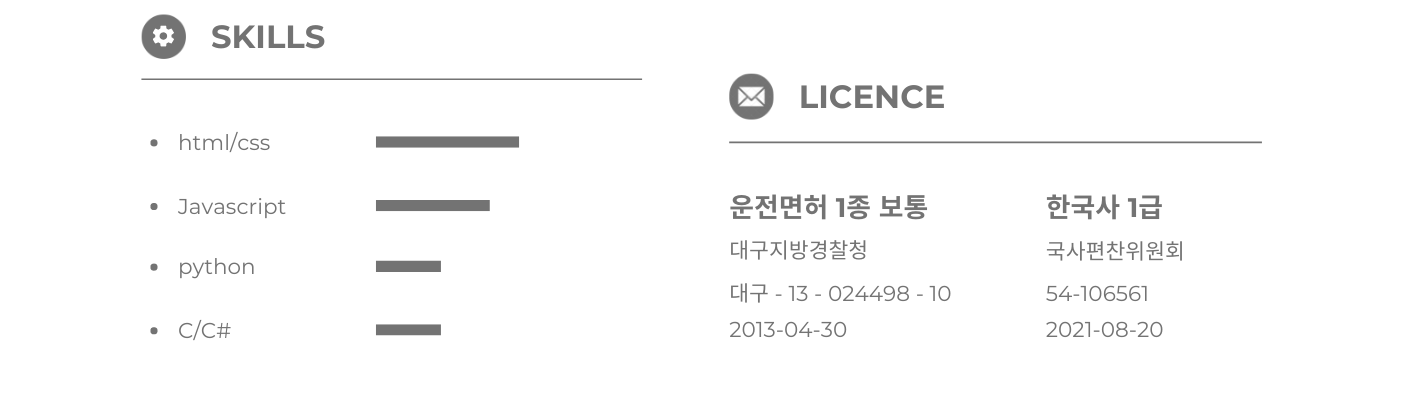 SKILLS
html/css
Javascript
python
C/C#
LICENCE
운전면허 1종 보통
대구지방경찰청
대구 - 13 - 024498 - 10
2013-04-30
한국사 1급
국사편찬위원회
54-106561
2021-08-20